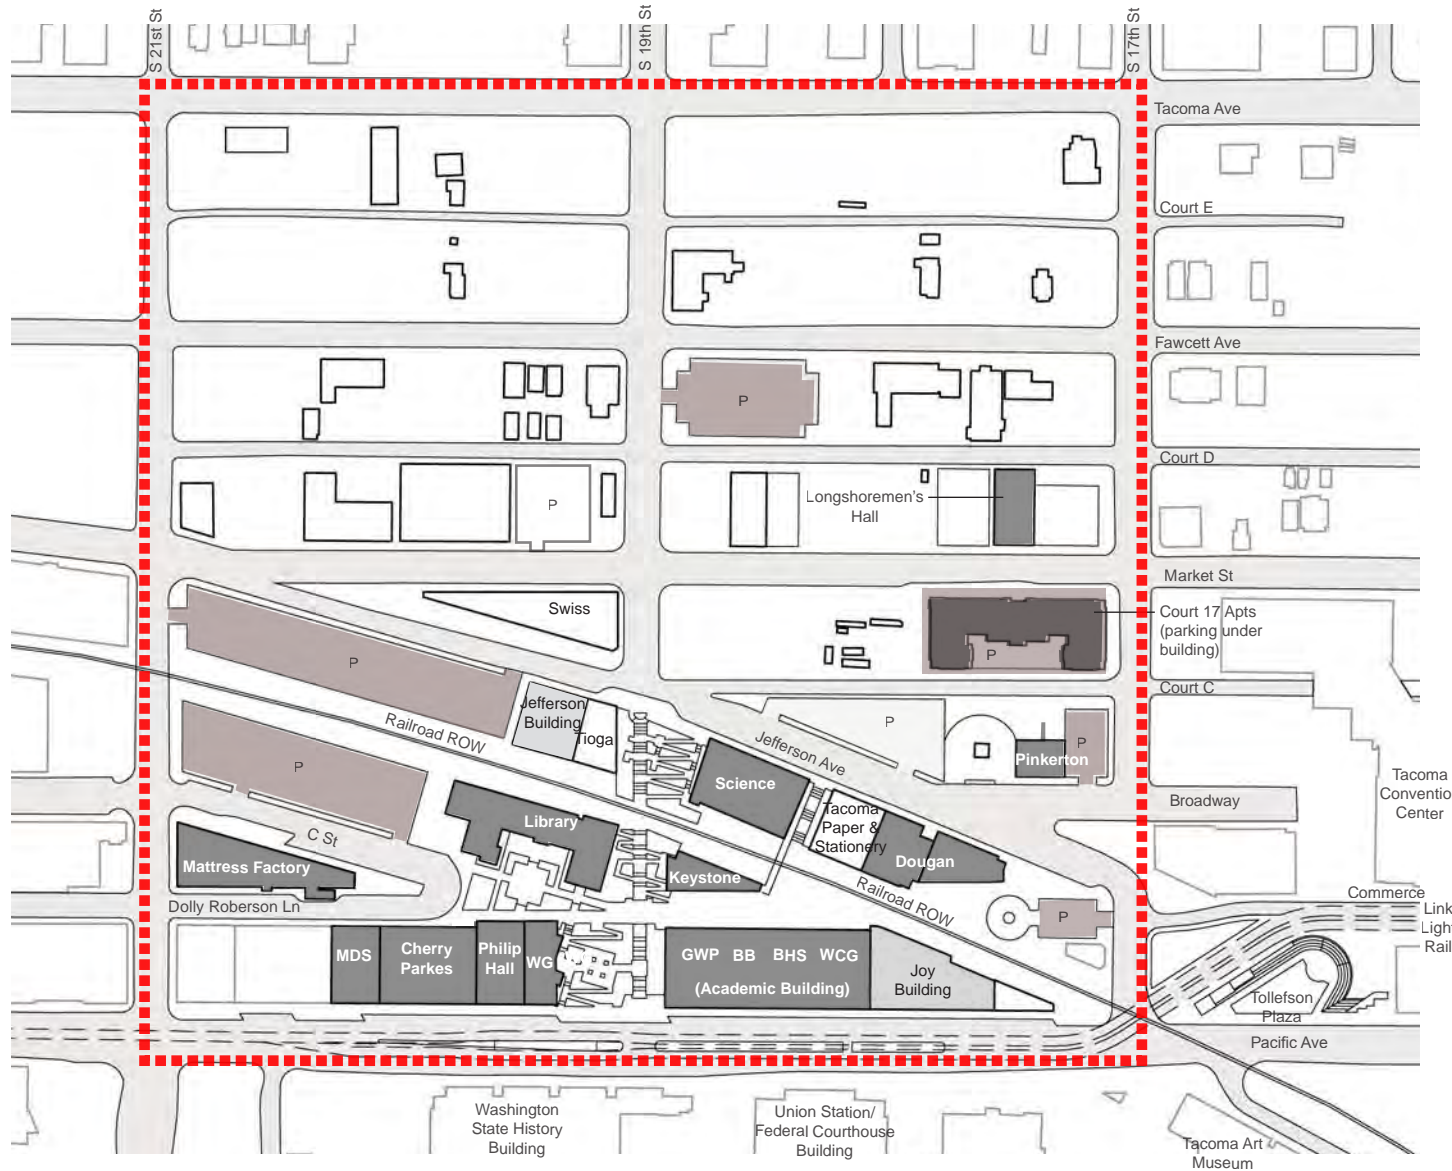 S 21st St
S 19th St
S 17th St
Tacoma Ave
Court E
Fawcett Ave
P
Court D
Longshoremen's
Hall
P
Market St
Swiss
Court 17 Apts
(parking under
building)
P
P
Court C
Jefferson
Building
Tioga
Railroad ROW
P
Jefferson Ave
P
Pinkerton
P
Science
Tacoma
Conventio
Center
Broadway
Library
Tacoma
Paper &
Stationery
C St
Dougan
Mattress Factory
Keystone
Railroad ROW
Dolly Roberson Ln
P
Commerce
Link
Ligh
Rail
MDS
Cherry
Parkes
Philip
Hall
WG
GWP
BB
BHS
WCG
(Academic Building)
Joy
Building
Tollefson
Plaza
Pacific Ave
Washington
State History
Building
Union Station/
Federal Courthouse
Building
Tacoma Art
Museum